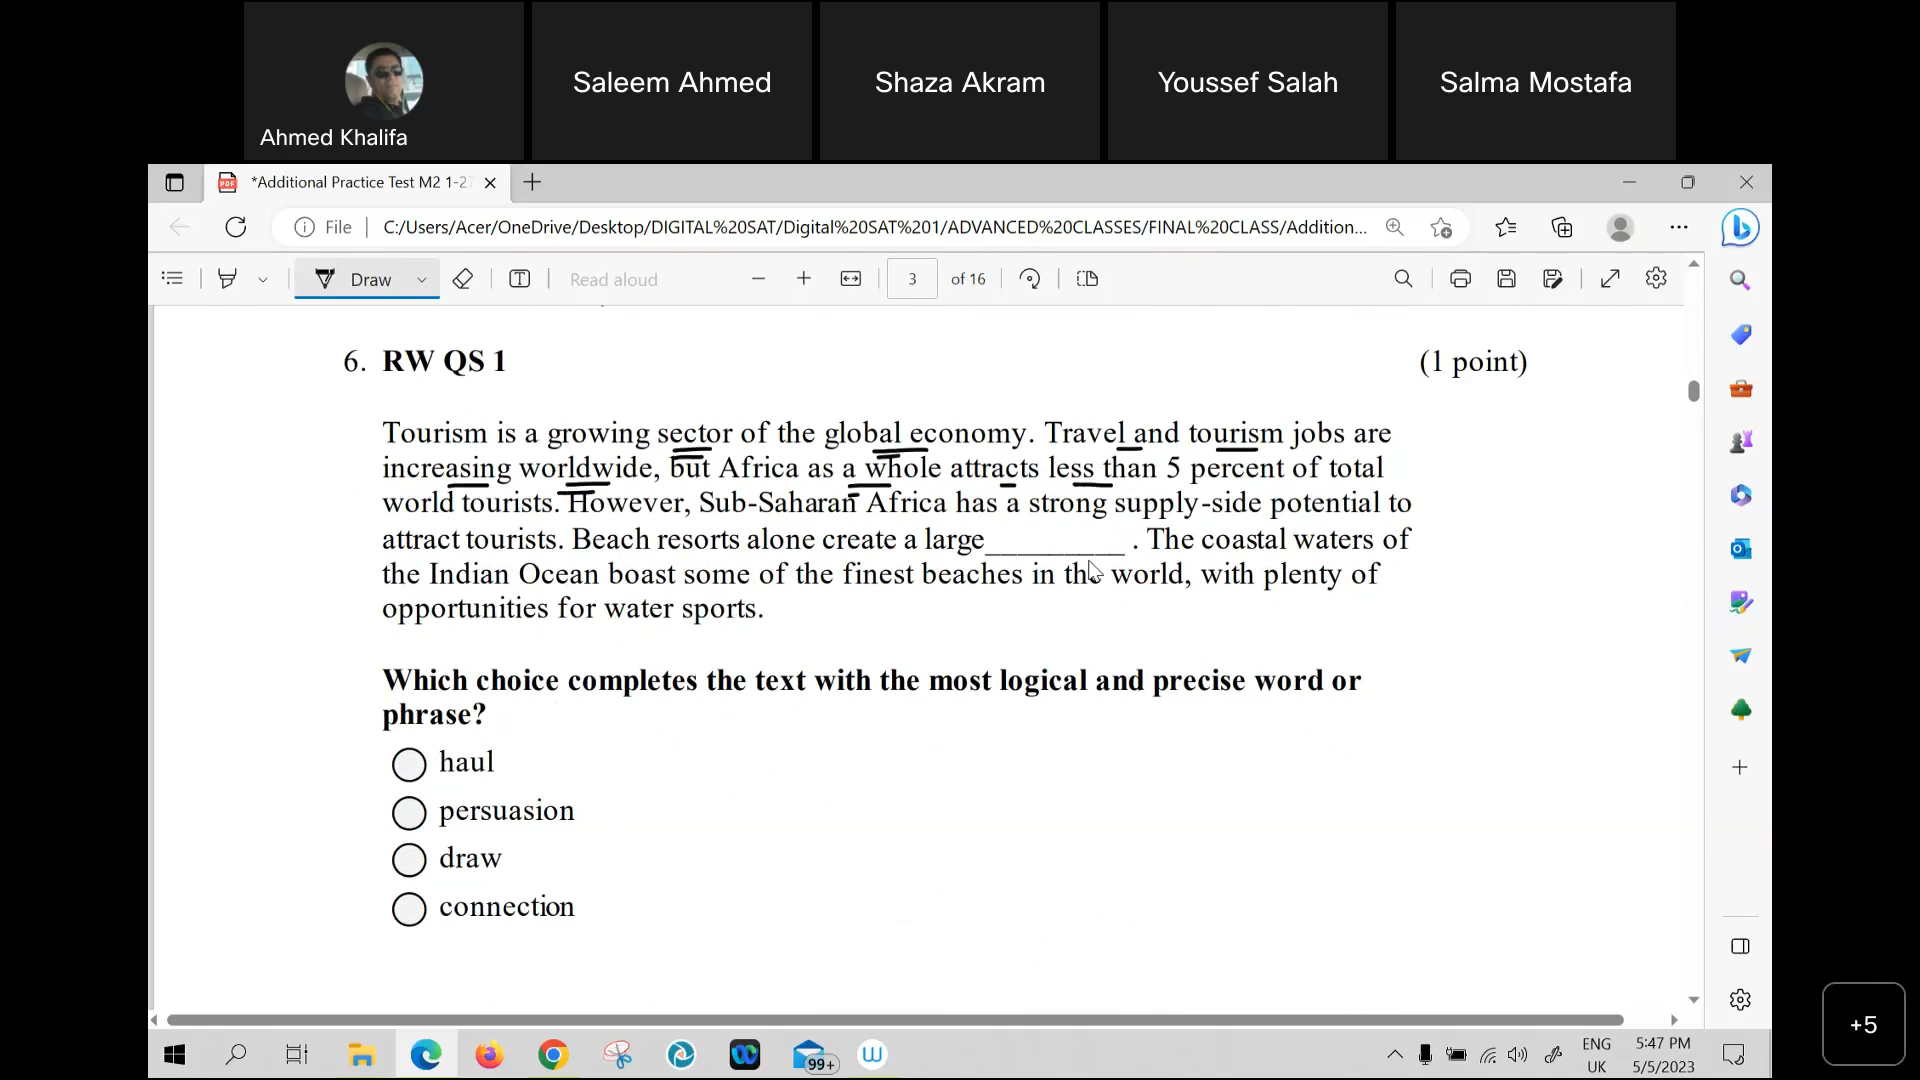 Saleem Ahmed
Shaza Akram
Youssef Salah
Salma Mostafa
Ahmed Khalifa
*Additional Practice Test M2 1-27
File
C:/Users/Acer/OneDrive/Desktop/DIGITAL%20SAT/Digital%20SAT%201/ADVANCED%20CLASSES/FINAL%20CLASS/Addition...
Draw
Read aloud
3
of 16
6. RW QS 1 (1 point)
Tourism is a growing sector of the global economy. Travel and tourism jobs are
increasing worldwide, but Africa as a whole attracts less than 5 percent of total
world tourists. However, Sub-Saharan Africa has a strong supply-side potential to
attract tourists. Beach resorts alone create a large_________ . The coastal waters of
the Indian Ocean boast some of the finest beaches in the world, with plenty of
opportunities for water sports.
Which choice completes the text with the most logical and precise word or
phrase?
haul
persuasion
draw
connection
+5
99+
ENG
UK
5:47 PM
5/5/2023